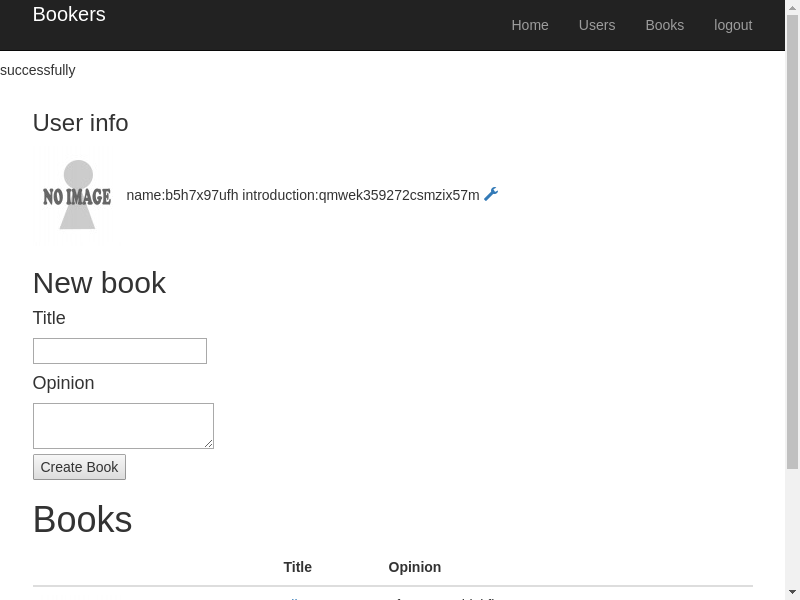 Bookers
Home Users Books logout
successfully
User info
NO IMAGE
name:b5h7x97ufh introduction:qmwek359272csmzix57m
New book
Title
Opinion
Create Book
Books
Title Opinion